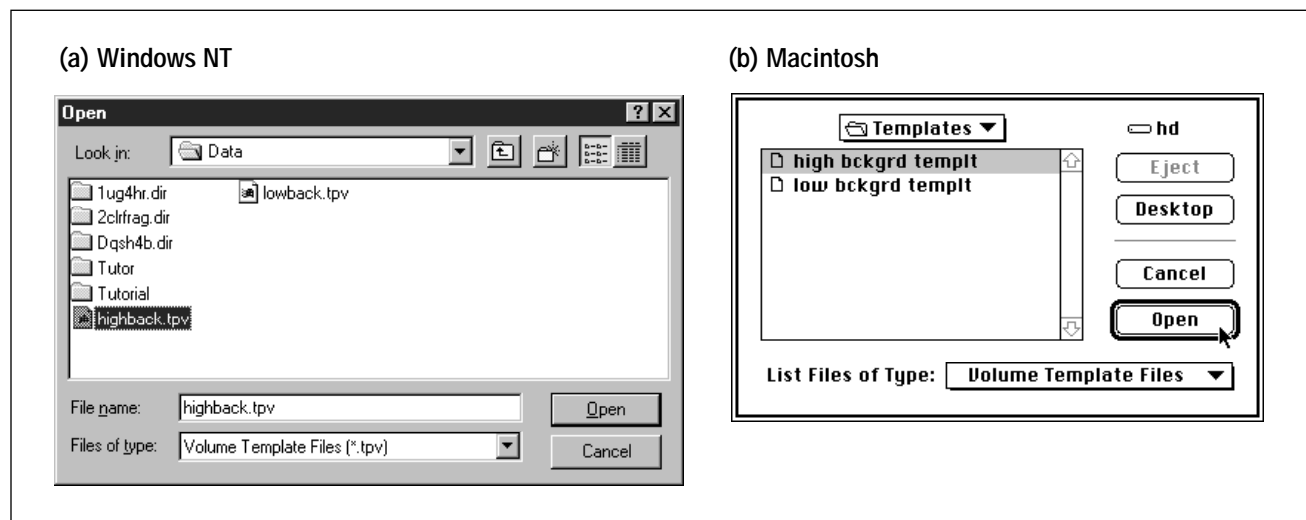 (a) Windows NT
Open
Look in: Data
1ug4hr.dir lowback.tpv
2clrfrag.dir
Dqsh4b.dir
Tutor
Tutorial
highback.tpv
File name: highback.tpv Open
Files of type: Volume Template Files (*.tpv) Cancel
(b) Macintosh
Templates hd
high bckgrd templt
low bckgrd templt
Eject
Desktop
Cancel
Open
List Files of Type: Volume Template Files